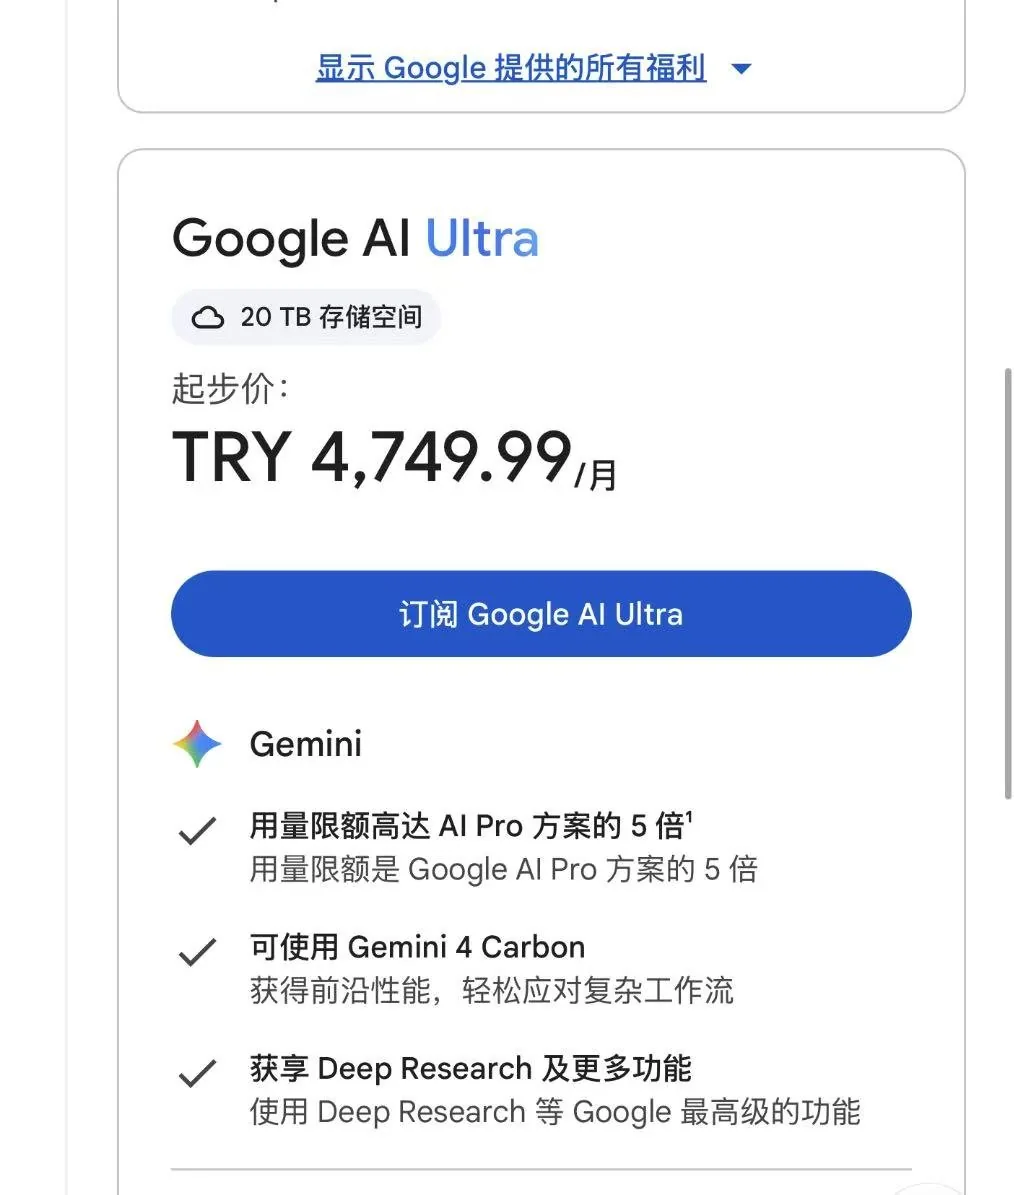 显示 Google 提供的所有福利
Google AI Ultra
20 TB 存储空间
起步价：
TRY 4,749.99/月
订阅 Google AI Ultra
Gemini
用量限额高达 AI Pro 方案的 5 倍¹
用量限额是 Google AI Pro 方案的 5 倍
可使用 Gemini 4 Carbon
获得前沿性能，轻松应对复杂工作流
获享 Deep Research 及更多功能
使用 Deep Research 等 Google 最高级的功能